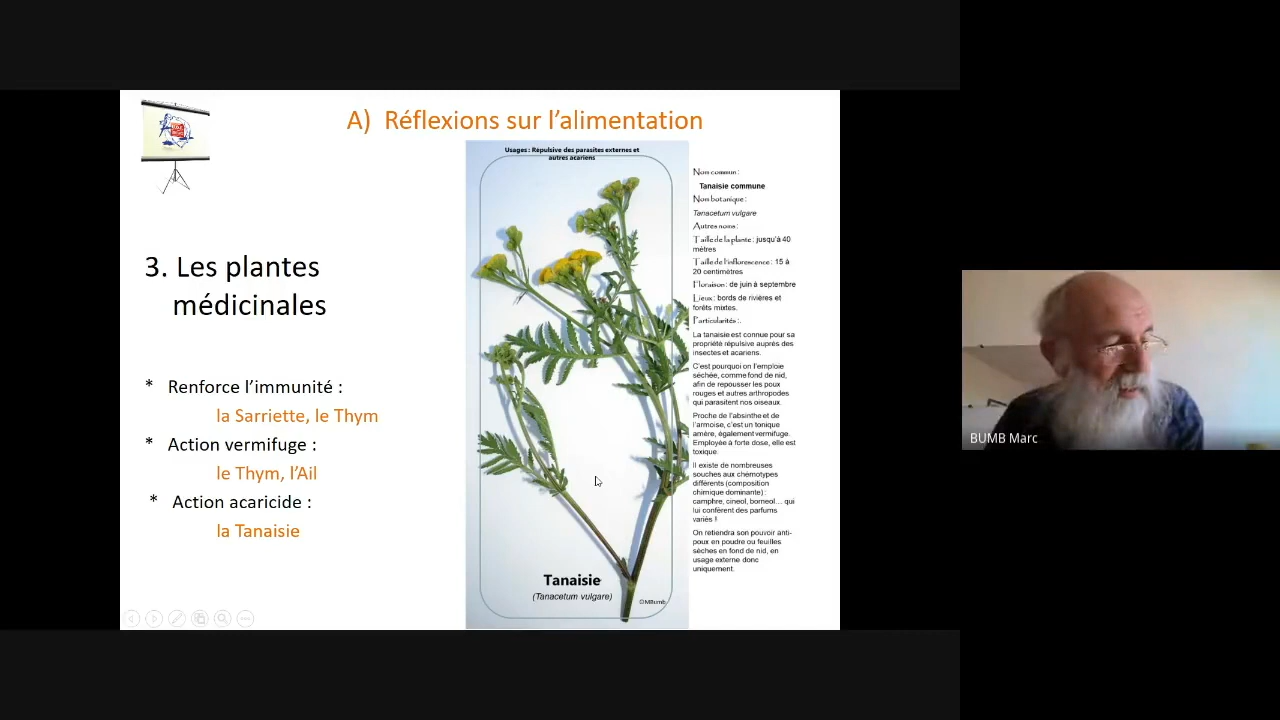 A) Réflexions sur l’alimentation
3. Les plantes
médicinales
* Renforce l’immunité :
la Sarriette, le Thym
* Action vermifuge :
le Thym, l’Ail
* Action acaricide :
la Tanaisie
Usages : Répulsive des parasites externes et
autres acariens
Tanaisie
(Tanacetum vulgare)
©MBumb
Nom commun :
Tanaisie commune
Nom botanique :
Tanacetum vulgare
Autres noms :
Taille de la plante : jusqu'à 40
mètres
Taille de l'inflorescence : 15 à
20 centimètres
Floraison : de juin à septembre
Lieux : bords de rivières et
forêts mixtes.
Particularités :.
La tanaisie est connue pour sa
propriété répulsive auprès des
insectes et acariens.
C'est pourquoi on l'emploie
séchée, comme fond de nid,
afin de repousser les poux
rouges et autres arthropodes
qui parasitent nos oiseaux.
Proche de l'absinthe et de
l'armoise, c'est un tonique
amère, également vermifuge.
Employée à forte dose, elle est
toxique.
Il existe de nombreuses
souches aux chémotypes
différents (composition
chimique dominante) :
camphre, cineol, borneol… qui
lui confèrent des parfums
variés !
On retiendra son pouvoir anti-
poux en poudre ou feuilles
sèches en fond de nid, en
usage externe donc
uniquement.
BUMB Marc